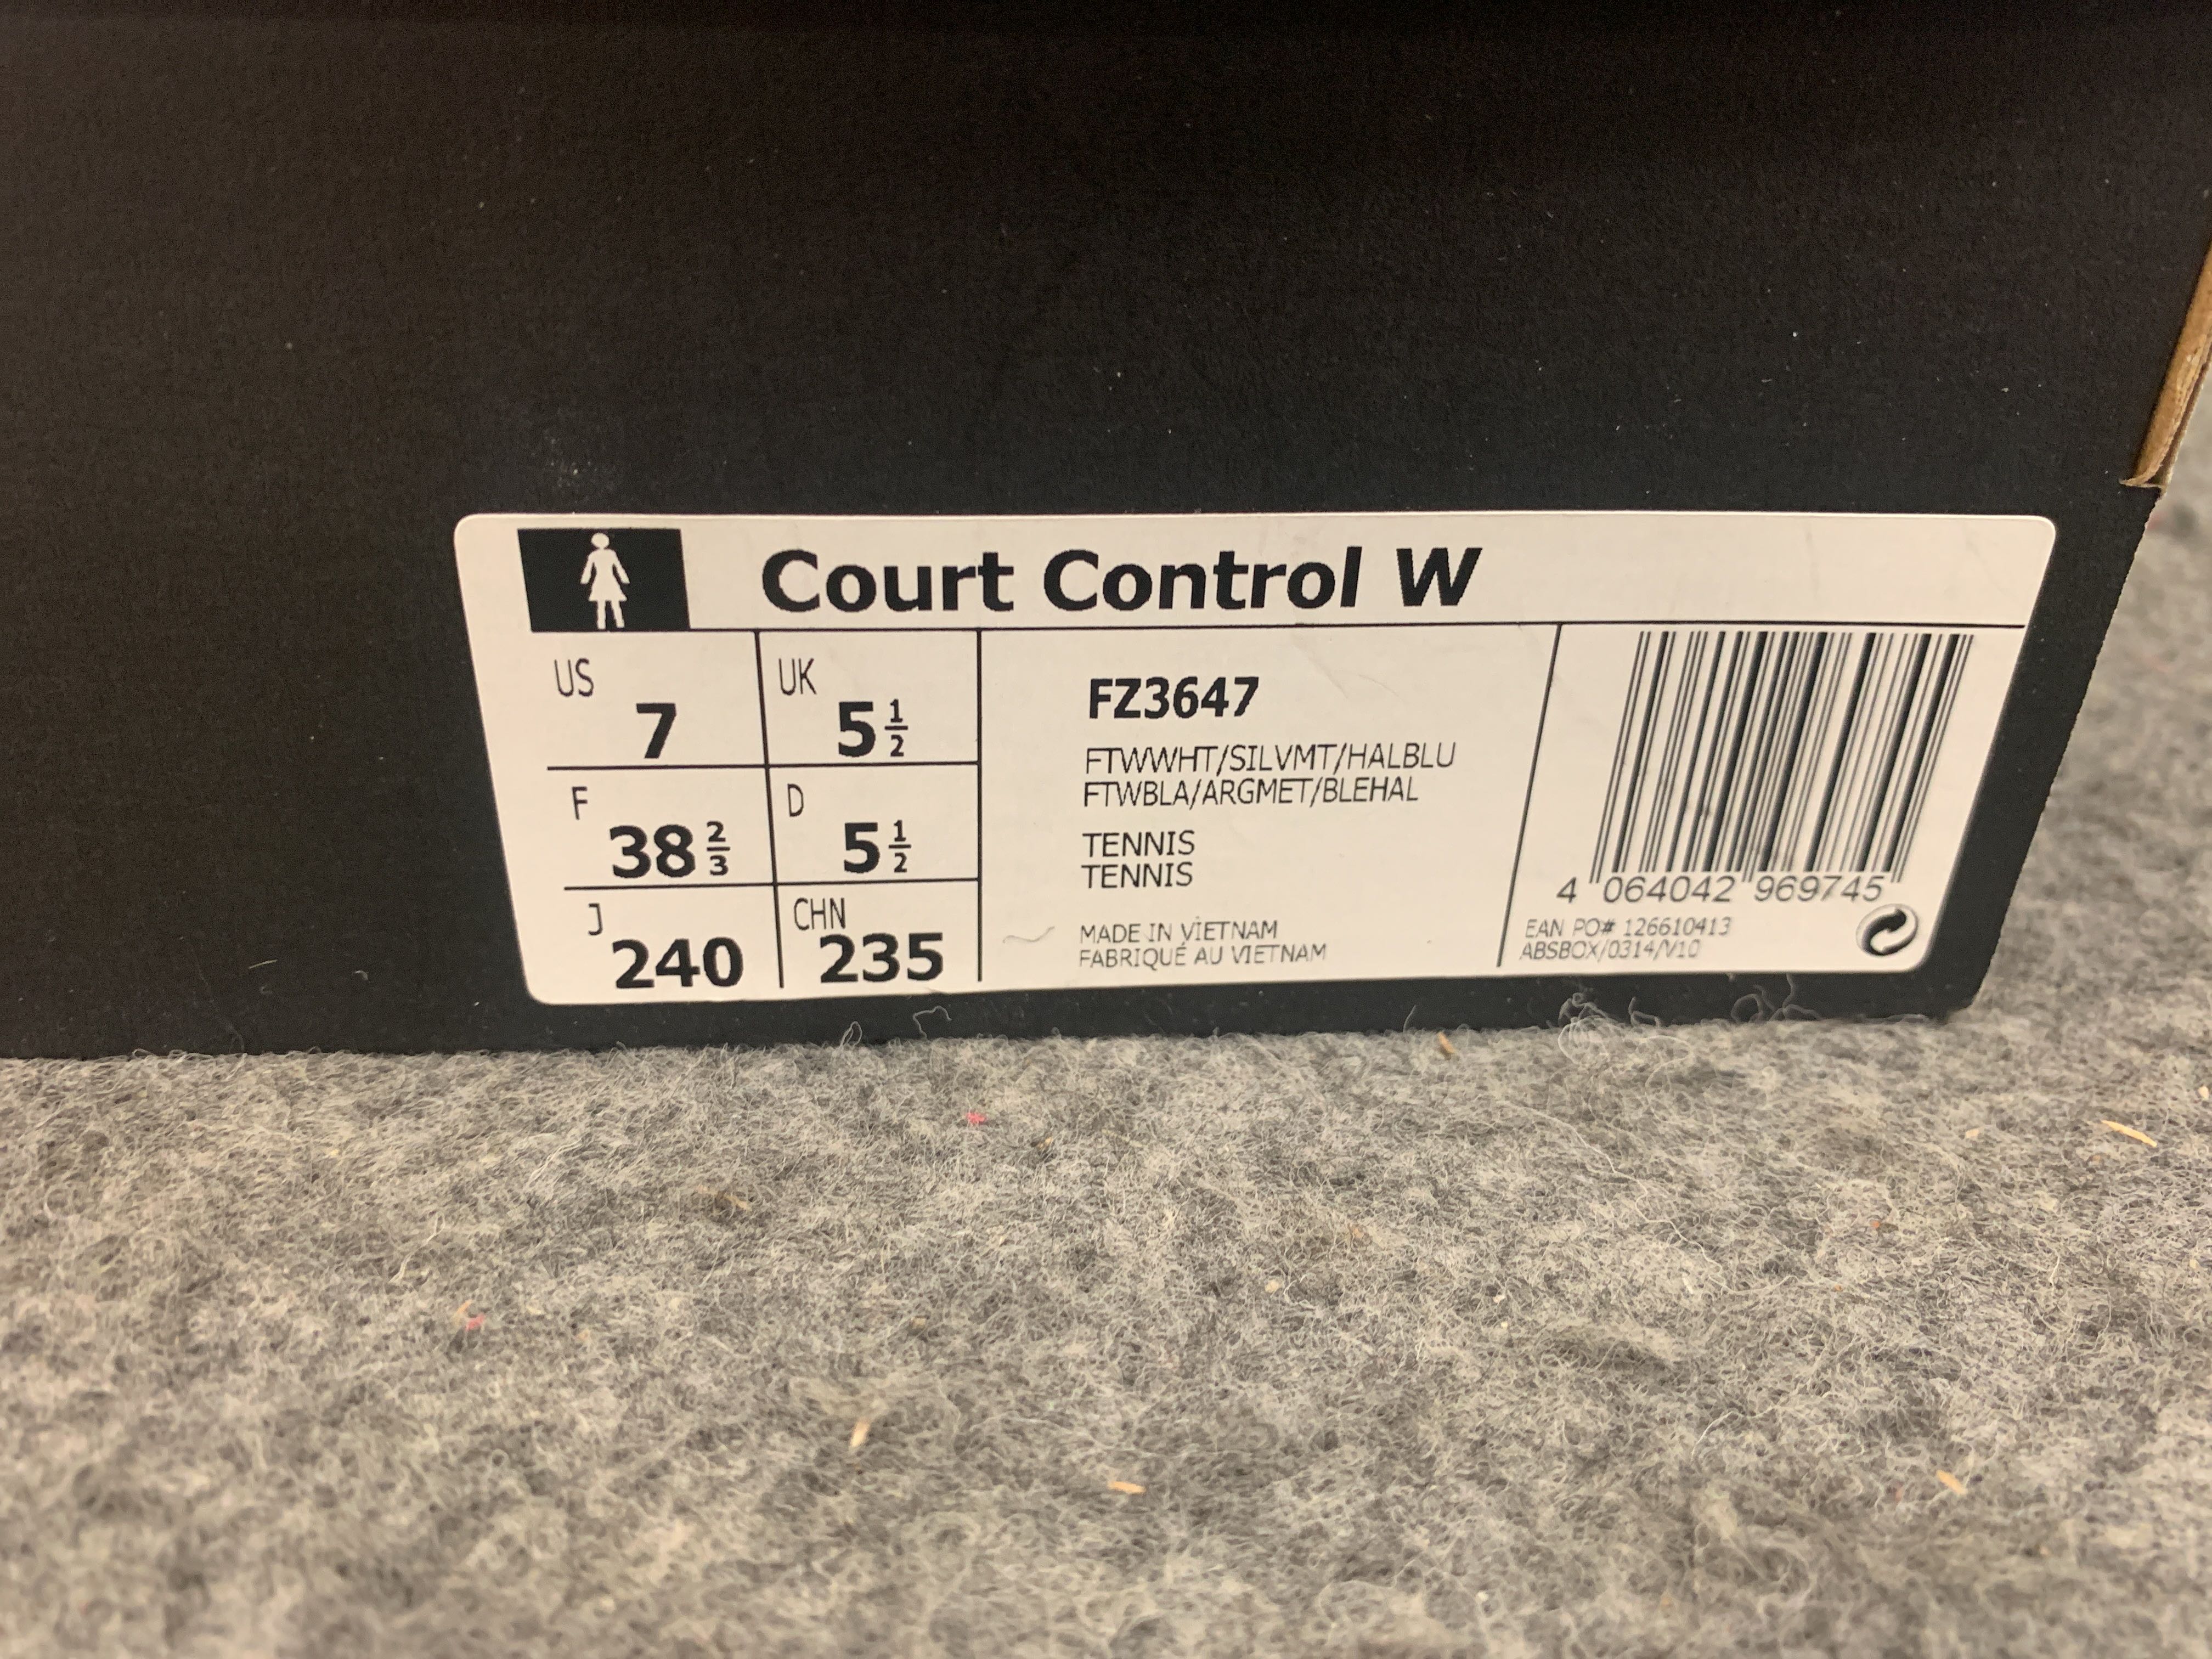 Court Control W
US 7
UK 5 1/2
F 38 2/3
D 5 1/2
J 240
CHN 235
FZ3647
FTWWHT/SILVMT/HALBLU
FTWBLA/ARGMET/BLEHAL
TENNIS
TENNIS
MADE IN VIETNAM
FABRIQUÉ AU VIETNAM
4 064042 969745
EAN PO# 126610413
ABSBOX/0314/V10